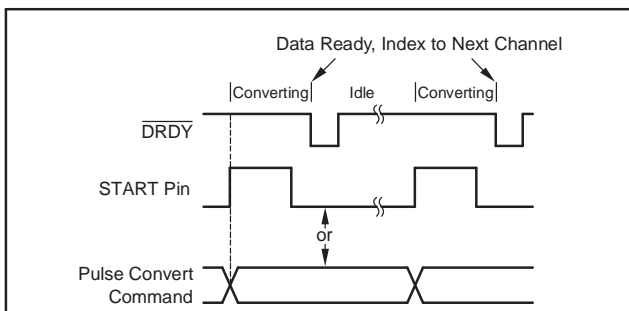 Data Ready, Index to Next Channel
Converting Idle Converting
DRDY
START Pin
or
Pulse Convert
Command